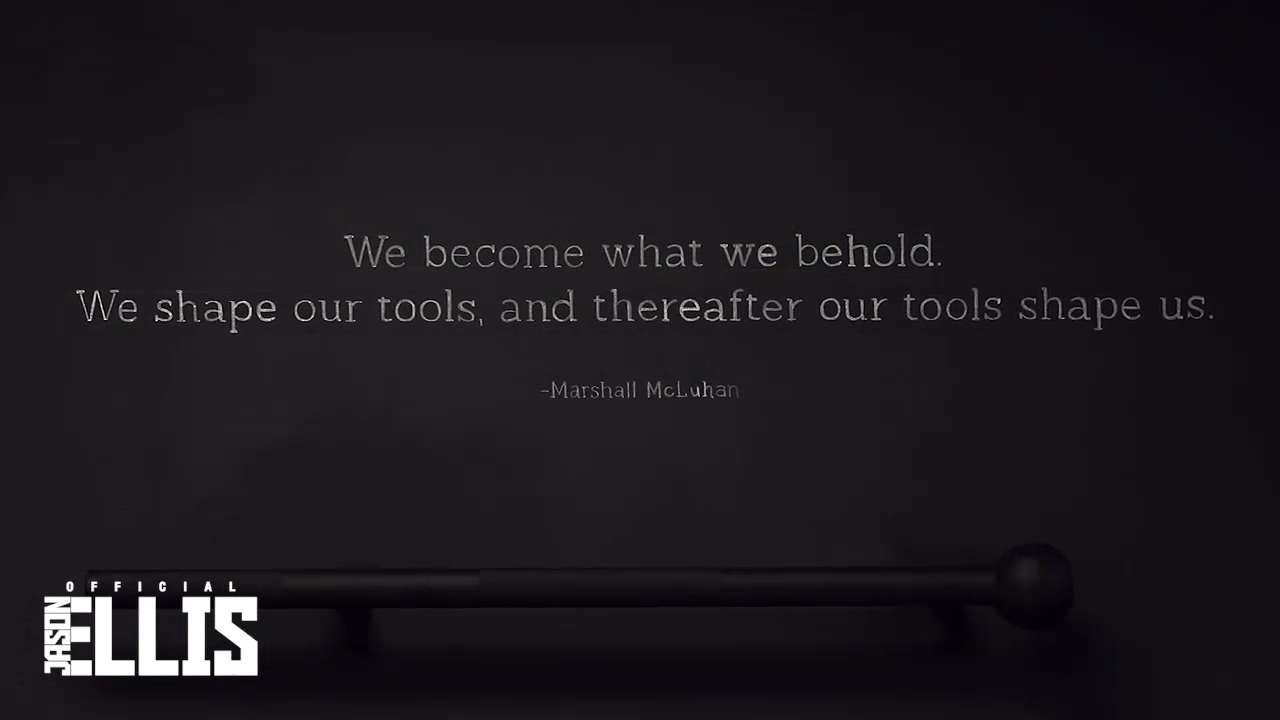 We become what we behold.
We shape our tools, and thereafter our tools shape us.
-Marshall McLuhan
OFFICIAL
JASON
ELLIS